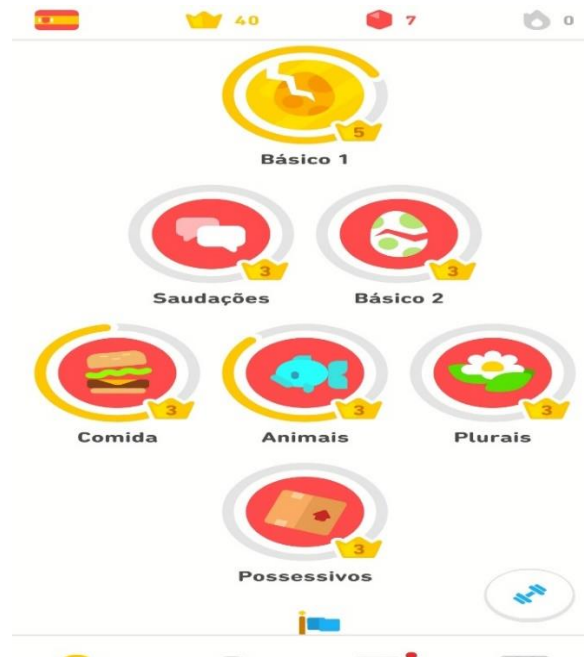 40 7 0
5
Básico 1
3 3
Saudações Básico 2
3 3 3
Comida Animais Plurais
3
Possessivos